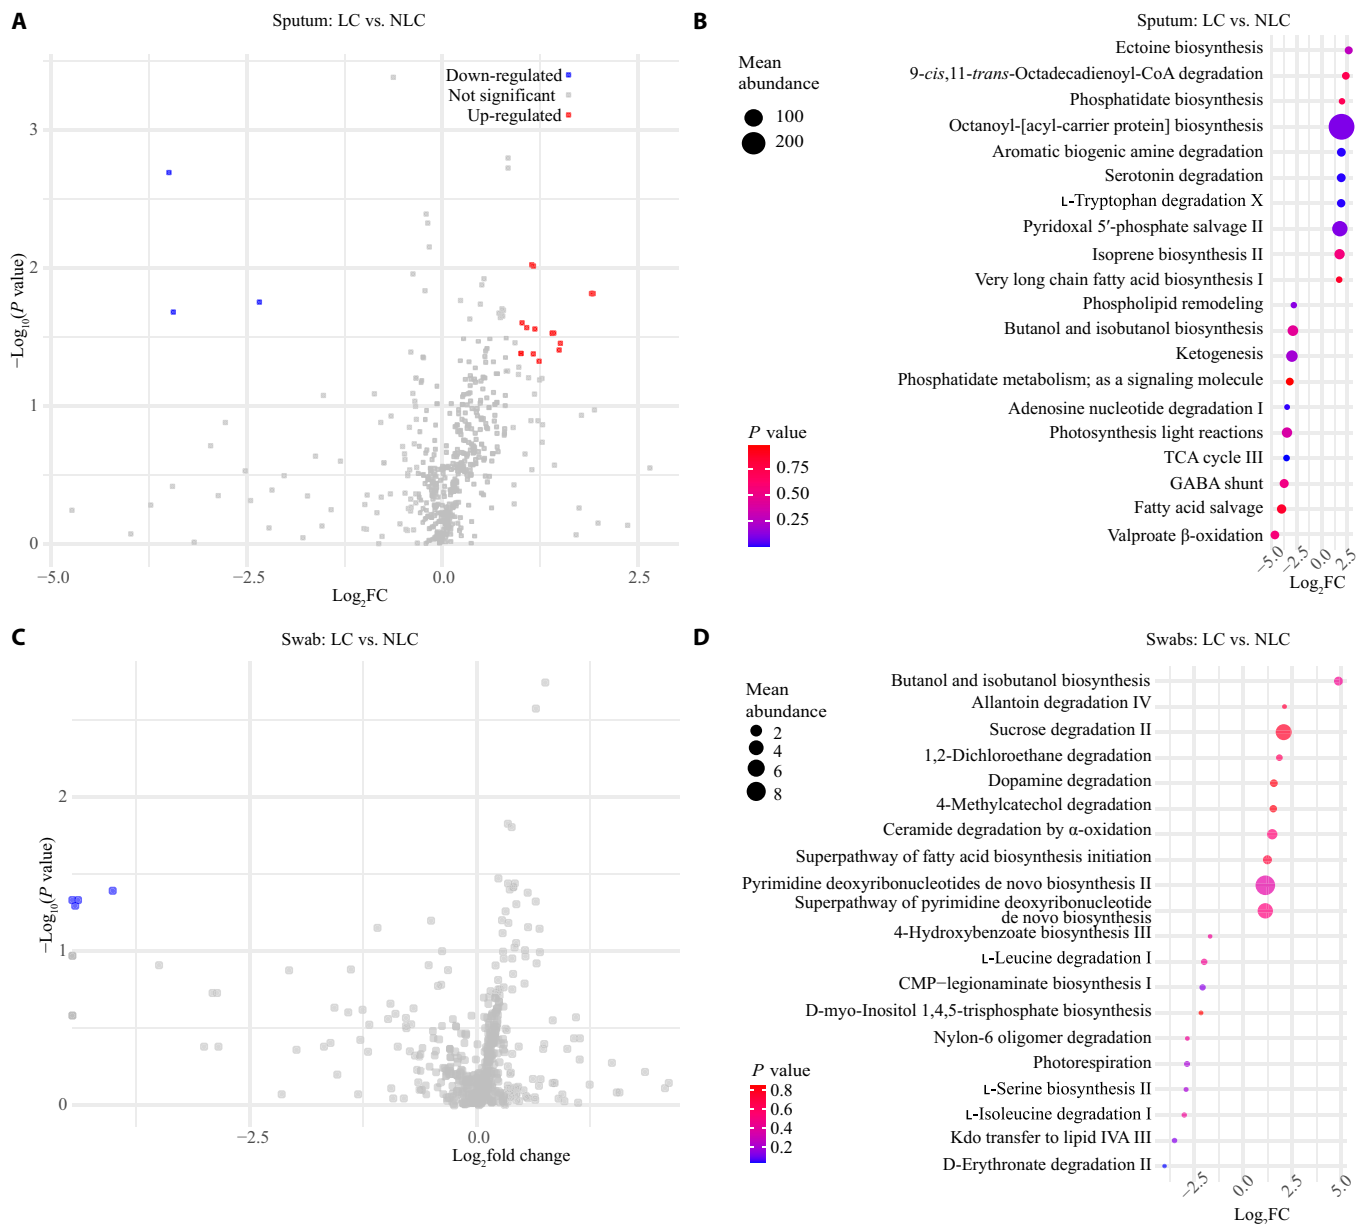 A
Sputum: LC vs. NLC
Down-regulated
Not significant
Up-regulated
−Log10(P value)
3
2
1
0
−5.0
−2.5
0.0
2.5
Log2FC
B
Sputum: LC vs. NLC
Mean
abundance
100
200
P value
0.75
0.50
0.25
Ectoine biosynthesis
9-cis,11-trans-Octadecadienoyl-CoA degradation
Phosphatidate biosynthesis
Octanoyl-[acyl-carrier protein] biosynthesis
Aromatic biogenic amine degradation
Serotonin degradation
L-Tryptophan degradation X
Pyridoxal 5′-phosphate salvage II
Isoprene biosynthesis II
Very long chain fatty acid biosynthesis I
Phospholipid remodeling
Butanol and isobutanol biosynthesis
Ketogenesis
Phosphatidate metabolism; as a signaling molecule
Adenosine nucleotide degradation I
Photosynthesis light reactions
TCA cycle III
GABA shunt
Fatty acid salvage
Valproate β-oxidation
−5.0
−2.5
0.0
2.5
Log2FC
C
Swab: LC vs. NLC
−Log10(P value)
2
1
0
−2.5
0.0
Log2fold change
D
Swabs: LC vs. NLC
Mean
abundance
2
4
6
8
P value
0.8
0.6
0.4
0.2
Butanol and isobutanol biosynthesis
Allantoin degradation IV
Sucrose degradation II
1,2-Dichloroethane degradation
Dopamine degradation
4-Methylcatechol degradation
Ceramide degradation by α-oxidation
Superpathway of fatty acid biosynthesis initiation
Pyrimidine deoxyribonucleotides de novo biosynthesis II
Superpathway of pyrimidine deoxyribonucleotide
de novo biosynthesis
4-Hydroxybenzoate biosynthesis III
L-Leucine degradation I
CMP−legionaminate biosynthesis I
D-myo-Inositol 1,4,5-trisphosphate biosynthesis
Nylon-6 oligomer degradation
Photorespiration
L-Serine biosynthesis II
L-Isoleucine degradation I
Kdo transfer to lipid IVA III
D-Erythronate degradation II
−2.5
0.0
2.5
5.0
Log2FC